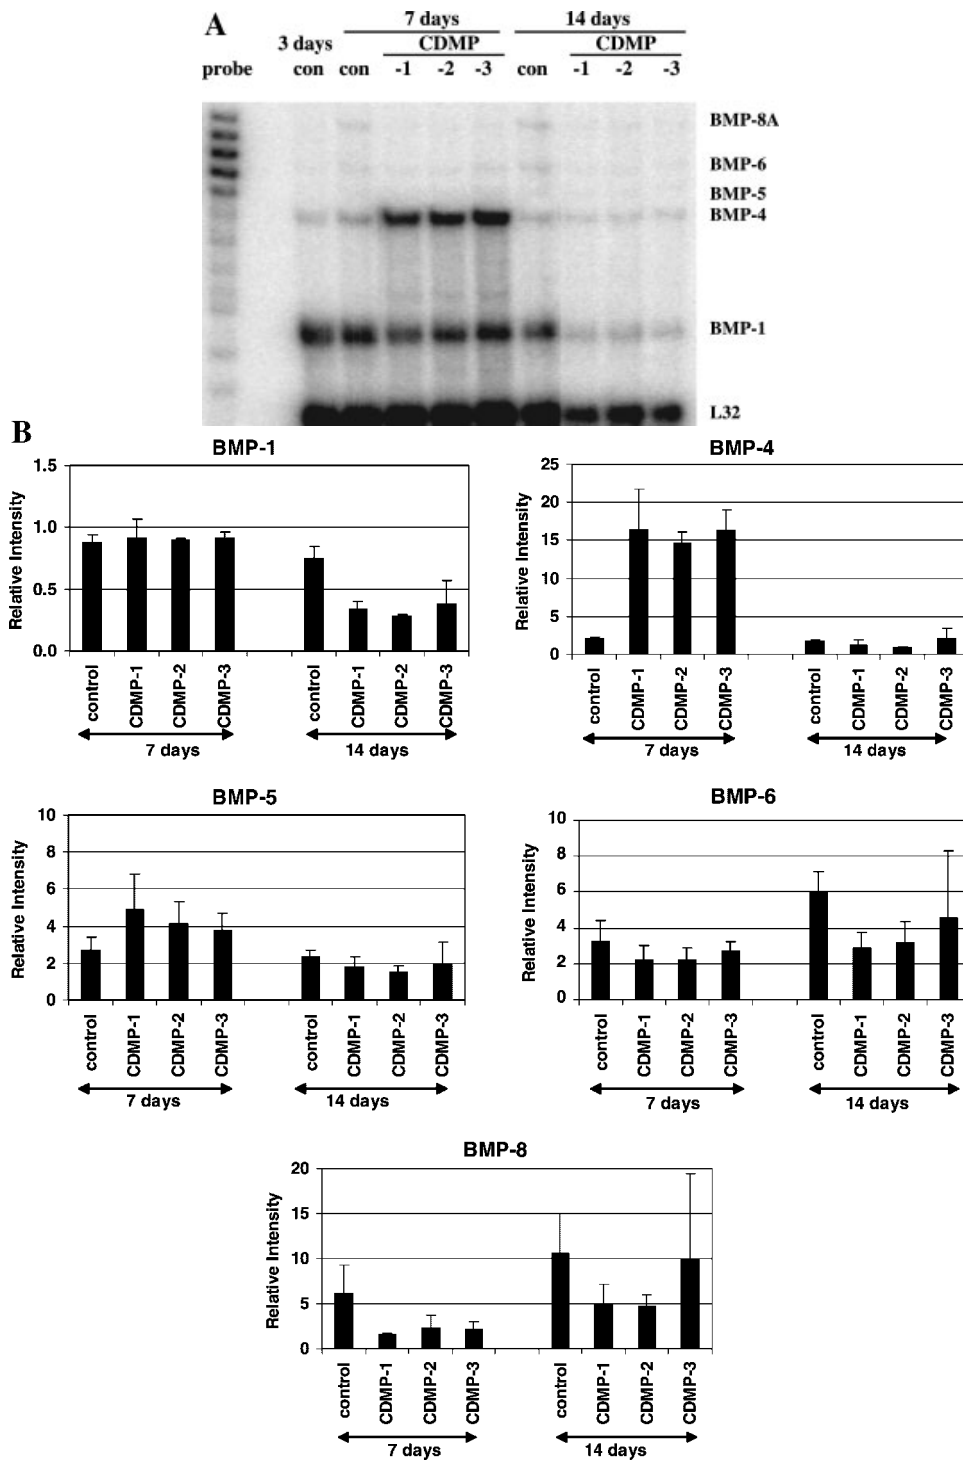 A
7 days
14 days
3 days
CDMP
CDMP
probe con con -1 -2 -3 con -1 -2 -3
BMP-8A
BMP-6
BMP-5
BMP-4
BMP-1
L32
B
BMP-1
Relative Intensity
1.5
1.0
0.5
0.0
control CDMP-1 CDMP-2 CDMP-3 control CDMP-1 CDMP-2 CDMP-3
7 days 14 days
BMP-4
Relative Intensity
25
20
15
10
5
0
control CDMP-1 CDMP-2 CDMP-3 control CDMP-1 CDMP-2 CDMP-3
7 days 14 days
BMP-5
Relative Intensity
10
8
6
4
2
0
control CDMP-1 CDMP-2 CDMP-3 control CDMP-1 CDMP-2 CDMP-3
7 days 14 days
BMP-6
Relative Intensity
10
8
6
4
2
0
control CDMP-1 CDMP-2 CDMP-3 control CDMP-1 CDMP-2 CDMP-3
7 days 14 days
BMP-8
Relative Intensity
20
15
10
5
0
control CDMP-1 CDMP-2 CDMP-3 control CDMP-1 CDMP-2 CDMP-3
7 days 14 days